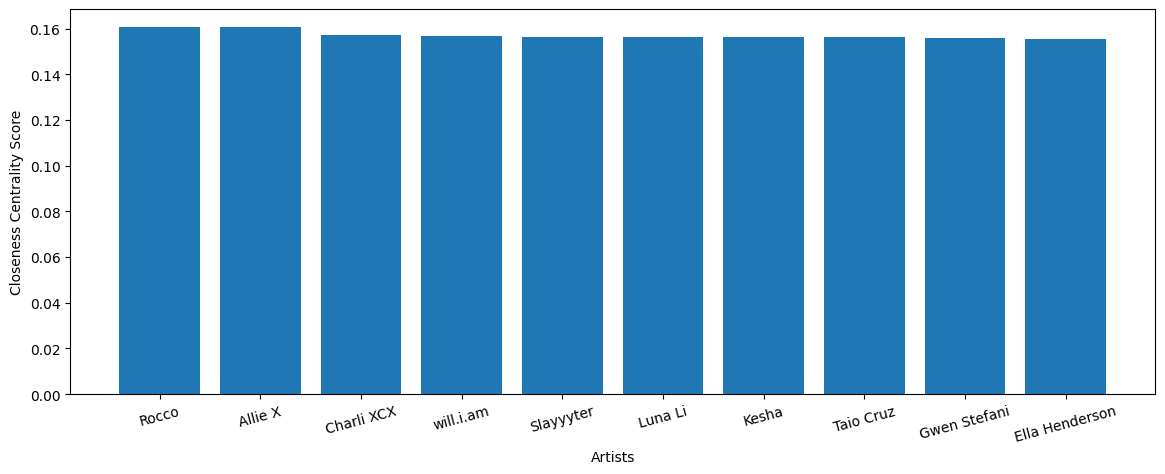 Closeness Centrality Score
0.16
0.14
0.12
0.10
0.08
0.06
0.04
0.02
0.00
Rocco
Allie X
Charli XCX
will.i.am
Slayyyter
Luna Li
Kesha
Taio Cruz
Gwen Stefani
Ella Henderson
Artists